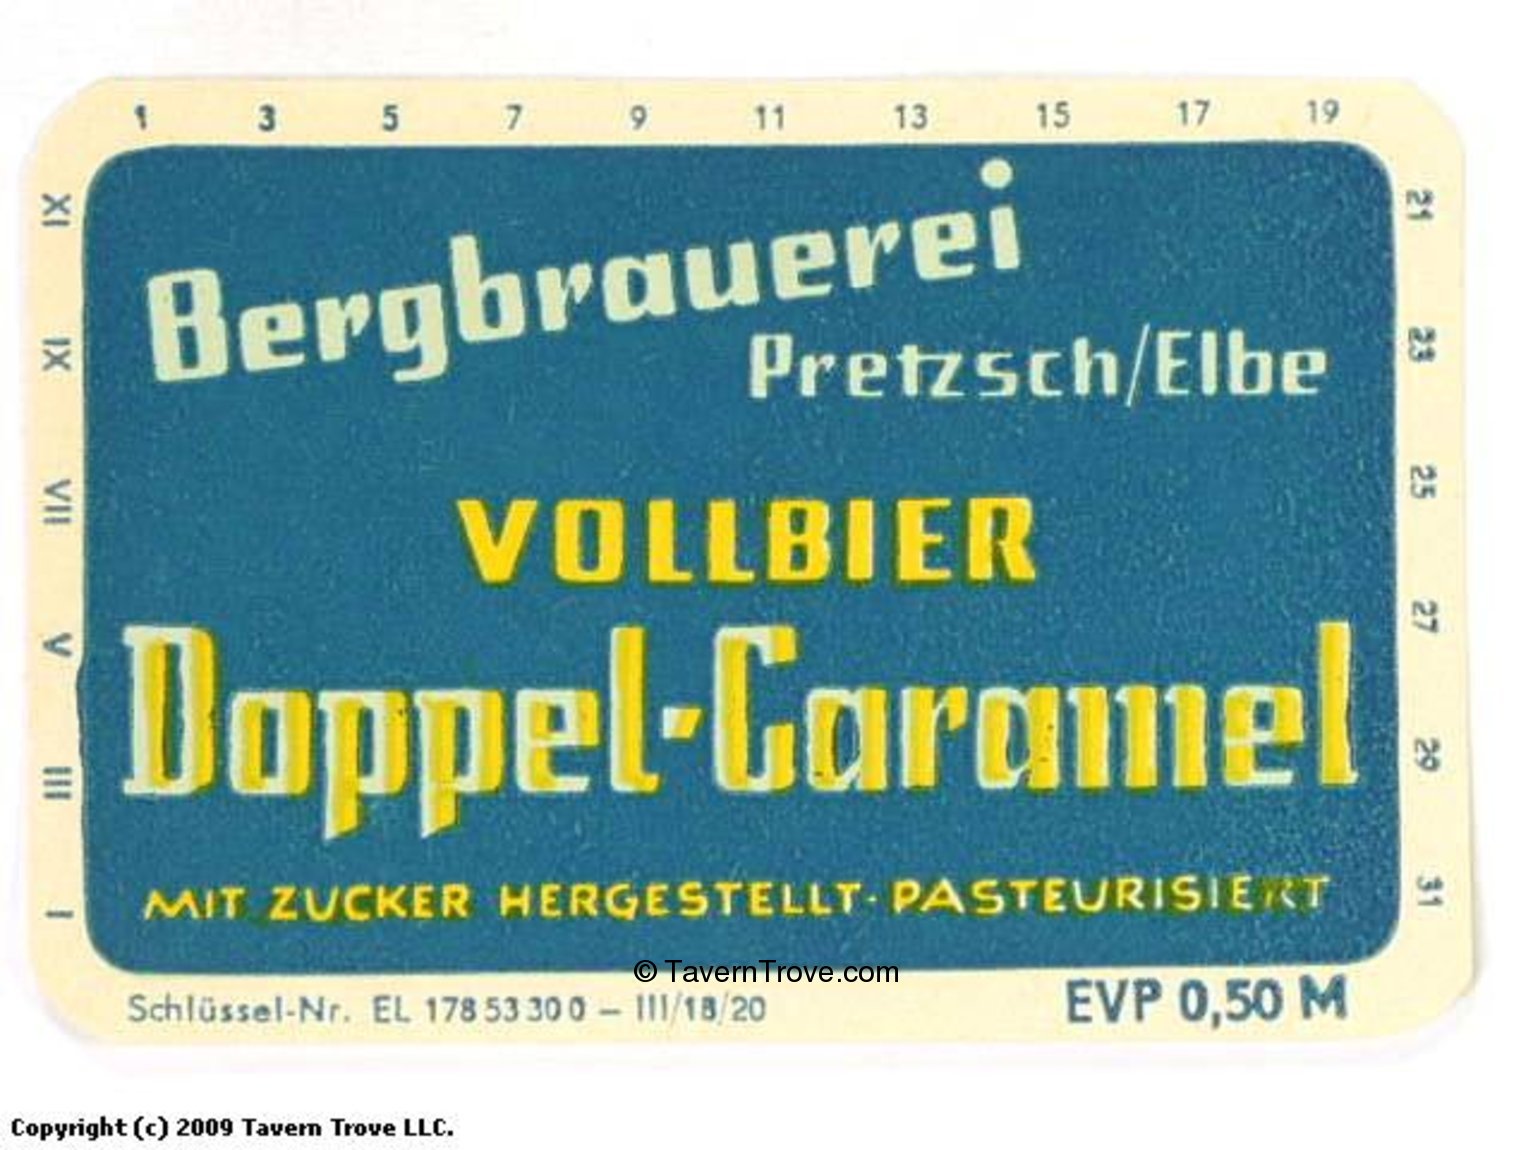 1 3 5 7 9 11 13 15 17 19
XI IX VII V III I
21 23 25 27 29 31
Bergbrauerei
Pretzsch/Elbe
VOLLBIER
Doppel-Caramel
MIT ZUCKER HERGESTELLT · PASTEURISIERT
© TavernTrove.com
Schlüssel-Nr. EL 178 53 30 0 – III/18/20
EVP 0,50 M
Copyright (c) 2009 Tavern Trove LLC.